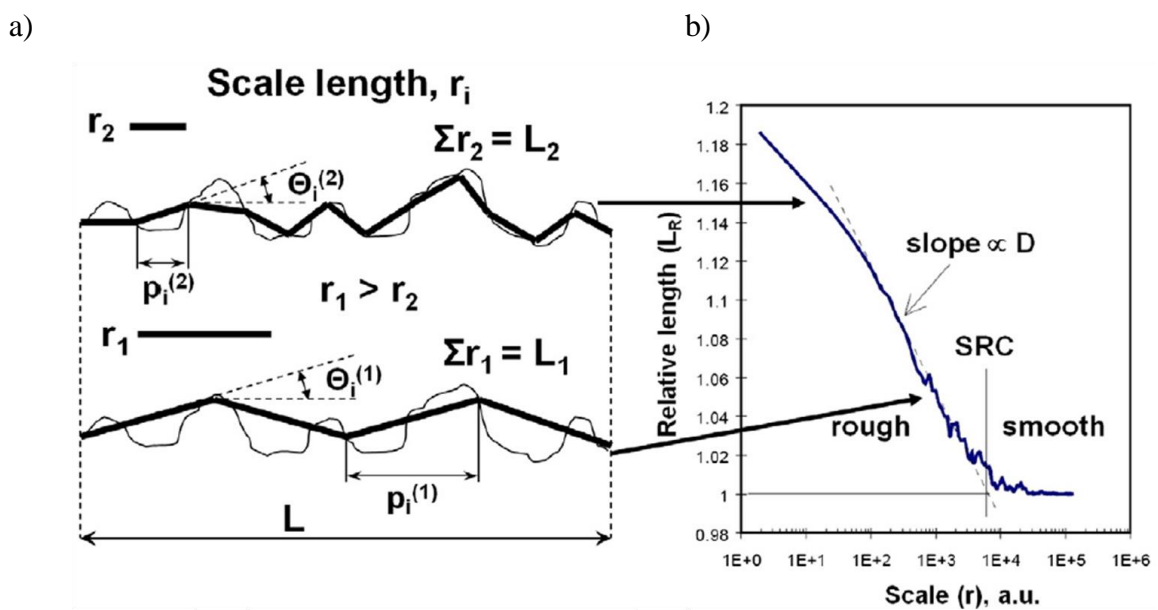 a)
b)
Scale length, rᵢ
r₂
Σr₂ = L₂
Θᵢ⁽²⁾
pᵢ⁽²⁾
r₁ > r₂
r₁
Σr₁ = L₁
Θᵢ⁽¹⁾
pᵢ⁽¹⁾
L
Relative length (L_R)
1.2
1.18
1.16
1.14
1.12
1.1
1.08
1.06
1.04
1.02
1
0.98
slope ∝ D
SRC
rough
smooth
1E+0 1E+1 1E+2 1E+3 1E+4 1E+5 1E+6
Scale (r), a.u.